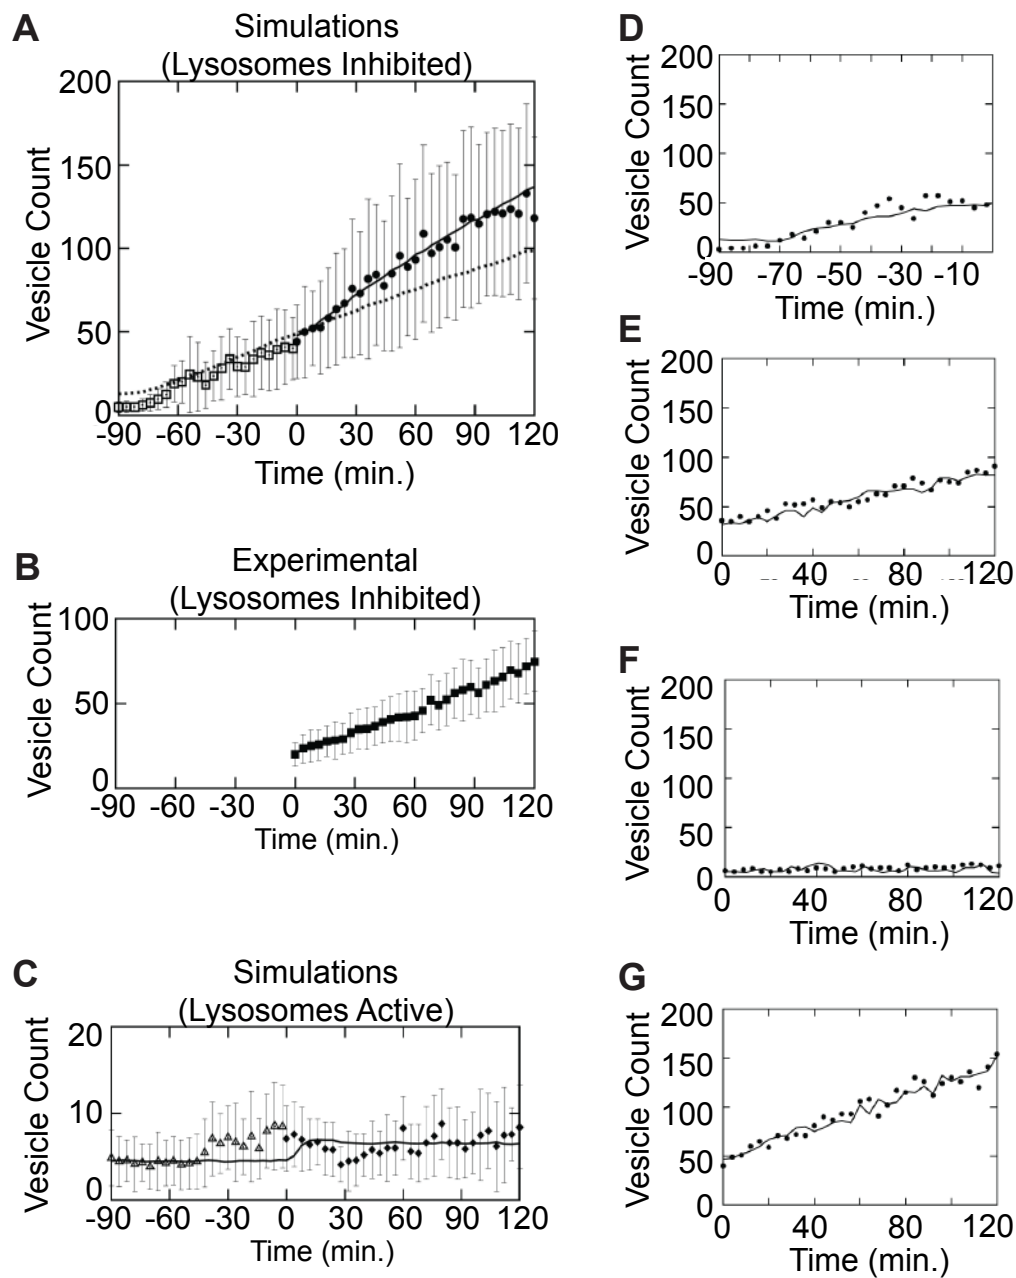 A
Simulations
(Lysosomes Inhibited)
Vesicle Count
200
150
100
50
0
-90 -60 -30 0 30 60 90 120
Time (min.)
B
Experimental
(Lysosomes Inhibited)
Vesicle Count
100
50
0
-90 -60 -30 0 30 60 90 120
Time (min.)
C
Simulations
(Lysosomes Active)
Vesicle Count
20
10
0
-90 -60 -30 0 30 60 90 120
Time (min.)
D
Vesicle Count
200
150
100
50
0
-90 -70 -50 -30 -10
Time (min.)
E
Vesicle Count
200
150
100
50
0
0 40 80 120
Time (min.)
F
Vesicle Count
200
150
100
50
0
0 40 80 120
Time (min.)
G
Vesicle Count
200
150
100
50
0
0 40 80 120
Time (min.)